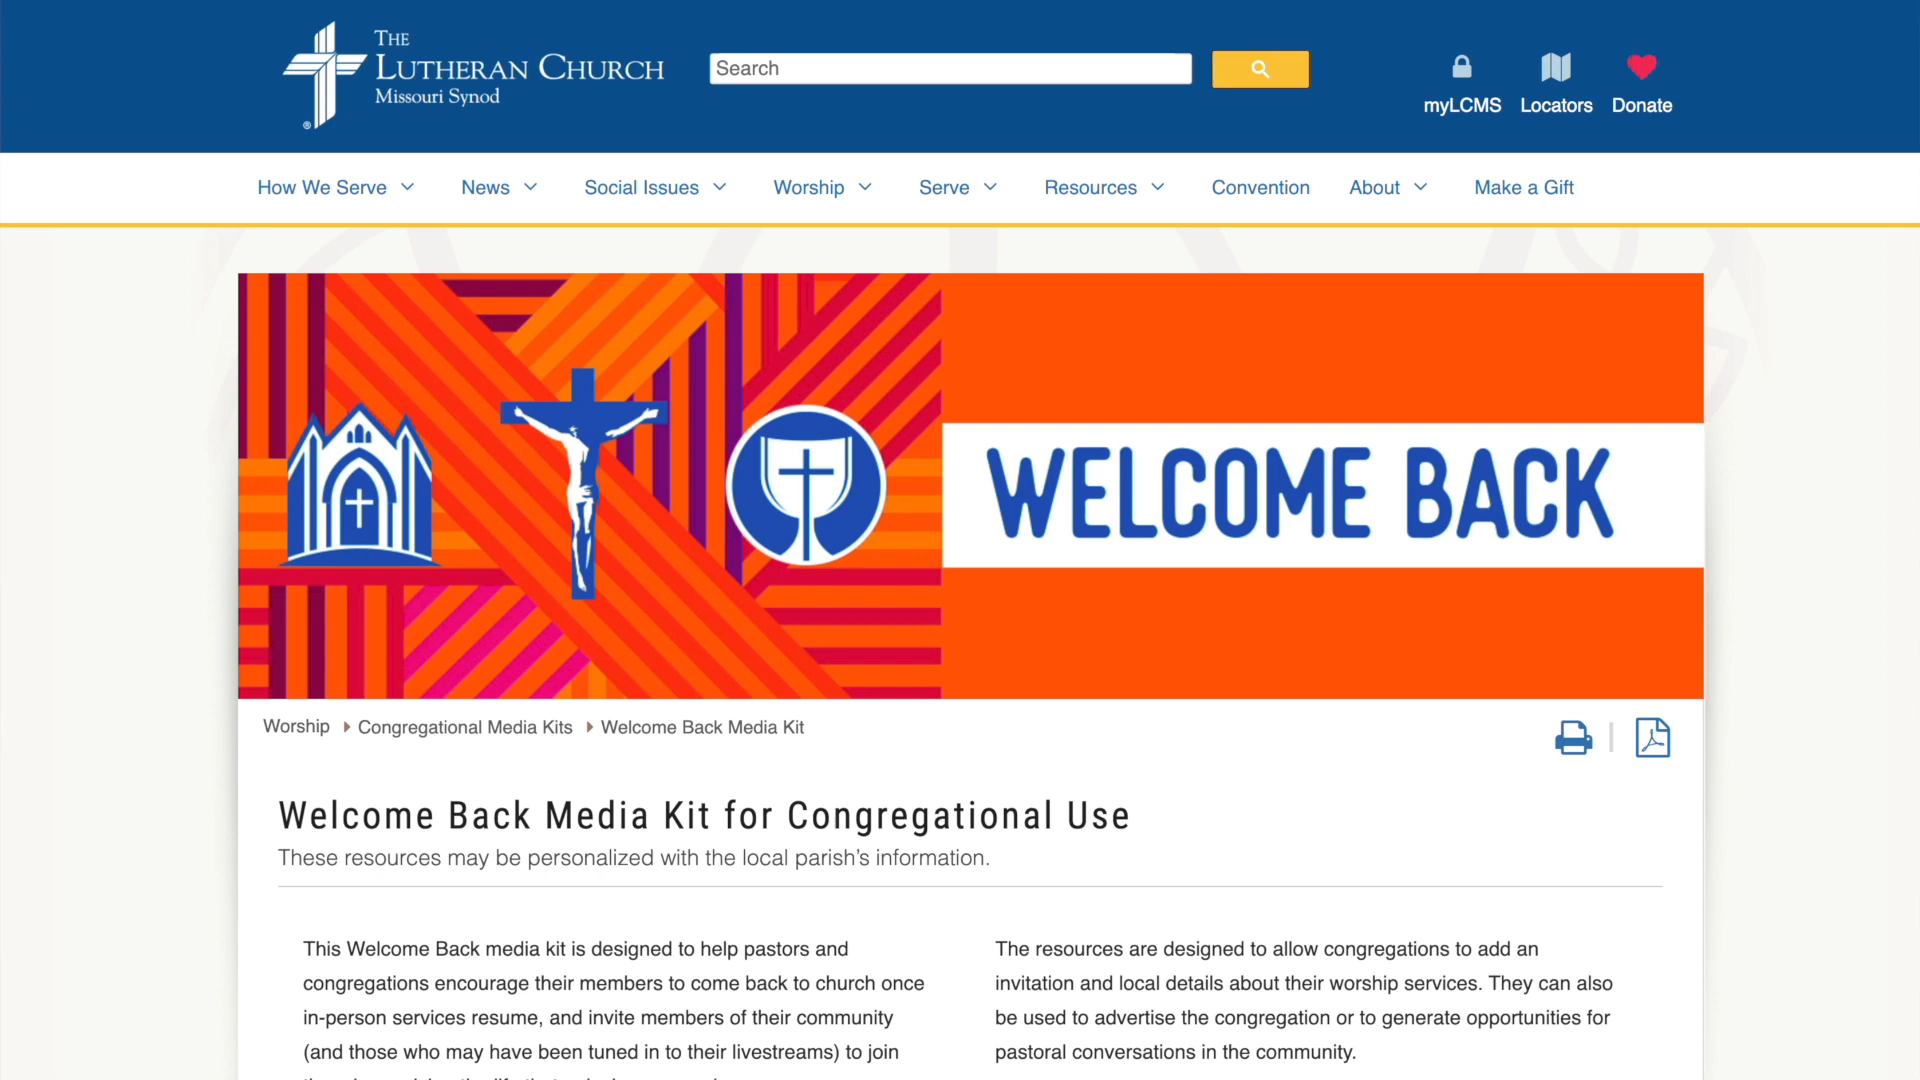 THE
LUTHERAN CHURCH
Missouri Synod
®
Search
myLCMS
Locators
Donate
How We Serve
News
Social Issues
Worship
Serve
Resources
Convention
About
Make a Gift
WELCOME BACK
Worship
Congregational Media Kits
Welcome Back Media Kit
Welcome Back Media Kit for Congregational Use
These resources may be personalized with the local parish’s information.
This Welcome Back media kit is designed to help pastors and
congregations encourage their members to come back to church once
in-person services resume, and invite members of their community
(and those who may have been tuned in to their livestreams) to join
The resources are designed to allow congregations to add an
invitation and local details about their worship services. They can also
be used to advertise the congregation or to generate opportunities for
pastoral conversations in the community.